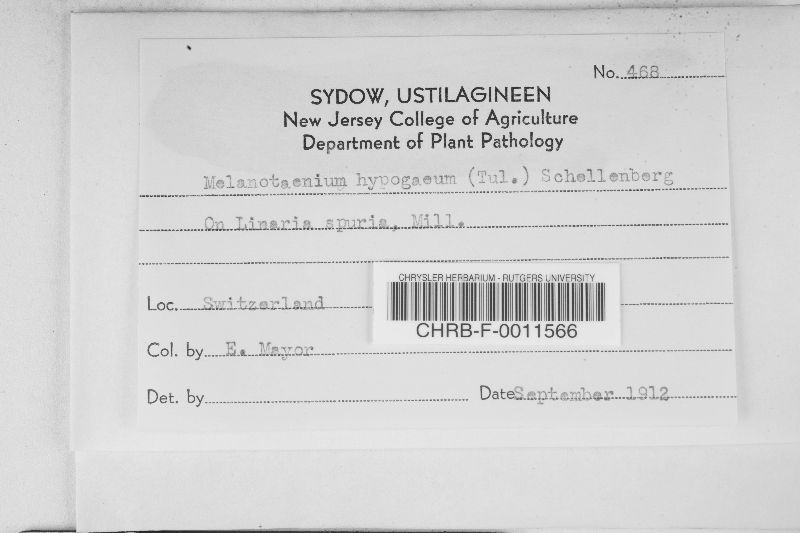 No. 468
SYDOW, USTILAGINEEN
New Jersey College of Agriculture
Department of Plant Pathology
Melanotaenium hypogaeum (Tul.) Schellenberg
On Linaria spuria, Mill.
CHRYSLER HERBARIUM - RUTGERS UNIVERSITY
CHRB-F-0011566
Loc. Switzerland
Col. by E. Mayor
Det. by
Date September 1912